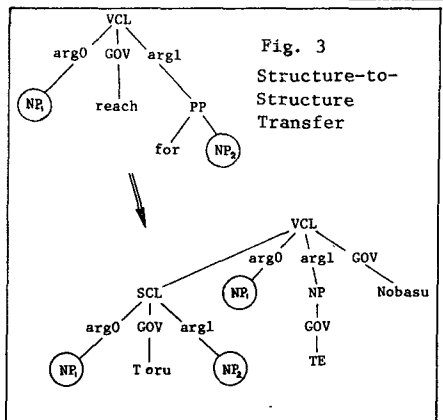 VCL
Fig. 3
arg0 GOV arg1
Structure-to-
Structure
Transfer
NP1 reach PP
for NP2
VCL
arg0 arg1 GOV
SCL NP1 NP Nobasu
arg0 GOV arg1 GOV
NP1 Toru NP2 TE